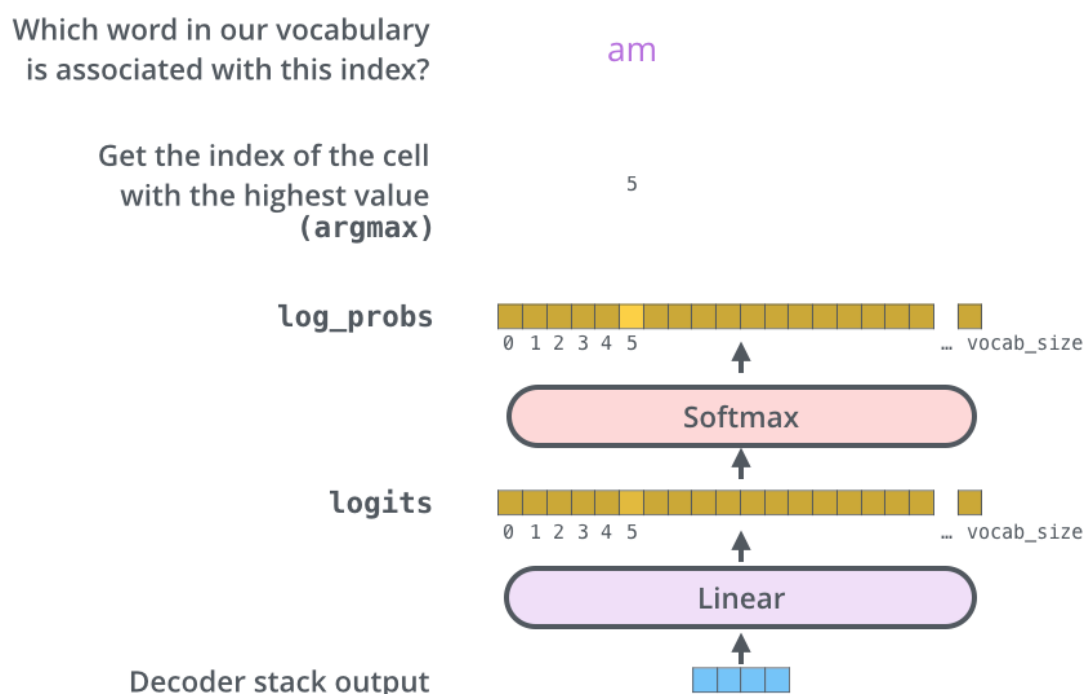 Which word in our vocabulary
is associated with this index?
am
Get the index of the cell
with the highest value
(argmax)
5
log_probs
0 1 2 3 4 5 … vocab_size
Softmax
logits
0 1 2 3 4 5 … vocab_size
Linear
Decoder stack output